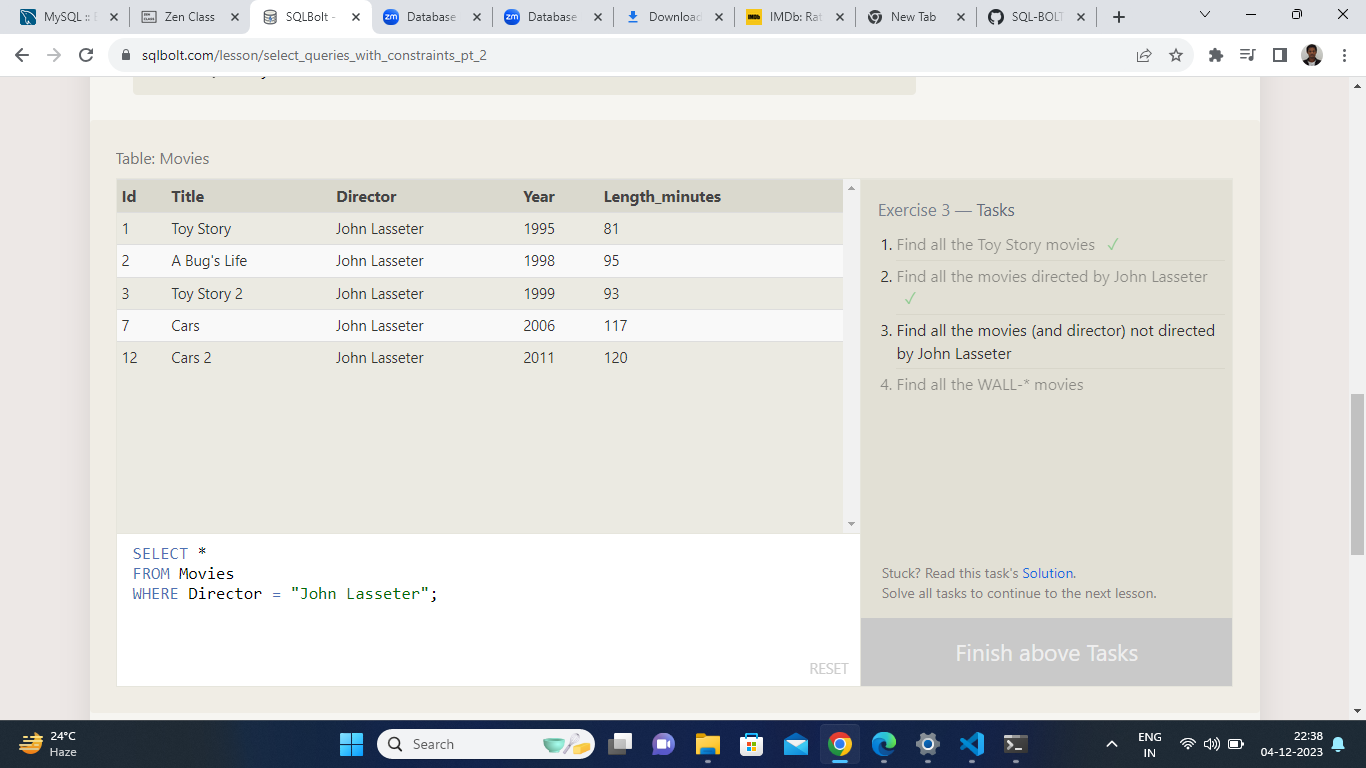 MySQL ::
Zen Class
SQLBolt -
Database
Database
Download
IMDb: Rat
New Tab
SQL-BOLT
sqlbolt.com/lesson/select_queries_with_constraints_pt_2
Table: Movies
Id Title Director Year Length_minutes
1 Toy Story John Lasseter 1995 81
2 A Bug's Life John Lasseter 1998 95
3 Toy Story 2 John Lasseter 1999 93
7 Cars John Lasseter 2006 117
12 Cars 2 John Lasseter 2011 120
SELECT *
FROM Movies
WHERE Director = "John Lasseter";
RESET
Exercise 3 — Tasks
1. Find all the Toy Story movies ✓
2. Find all the movies directed by John Lasseter
✓
3. Find all the movies (and director) not directed
by John Lasseter
4. Find all the WALL-* movies
Stuck? Read this task's Solution.
Solve all tasks to continue to the next lesson.
Finish above Tasks
24°C
Haze
Search
ENG
IN
22:38
04-12-2023